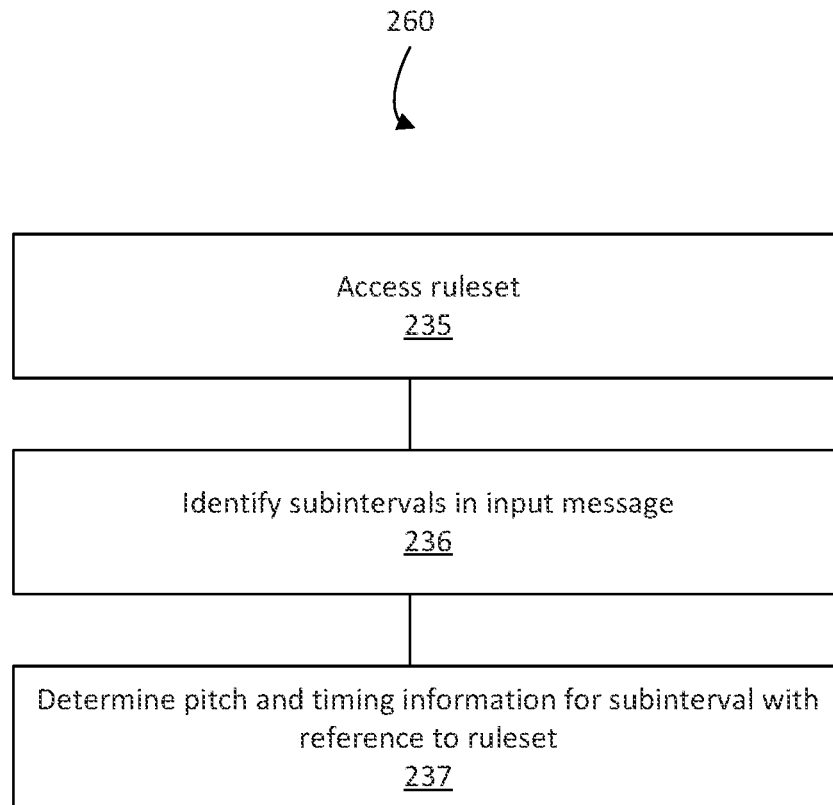 260
Access ruleset
235
Identify subintervals in input message
236
Determine pitch and timing information for subinterval with
reference to ruleset
237